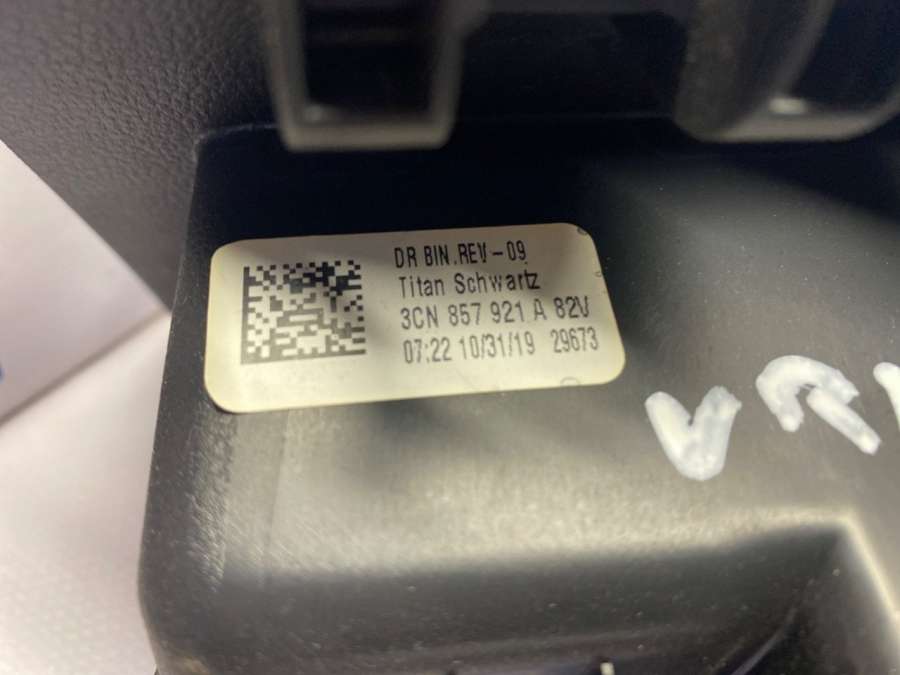 DR BIN.REV-09
Titan Schwartz
3CN 857 921 A 82V
07:22 10/31/19 29673